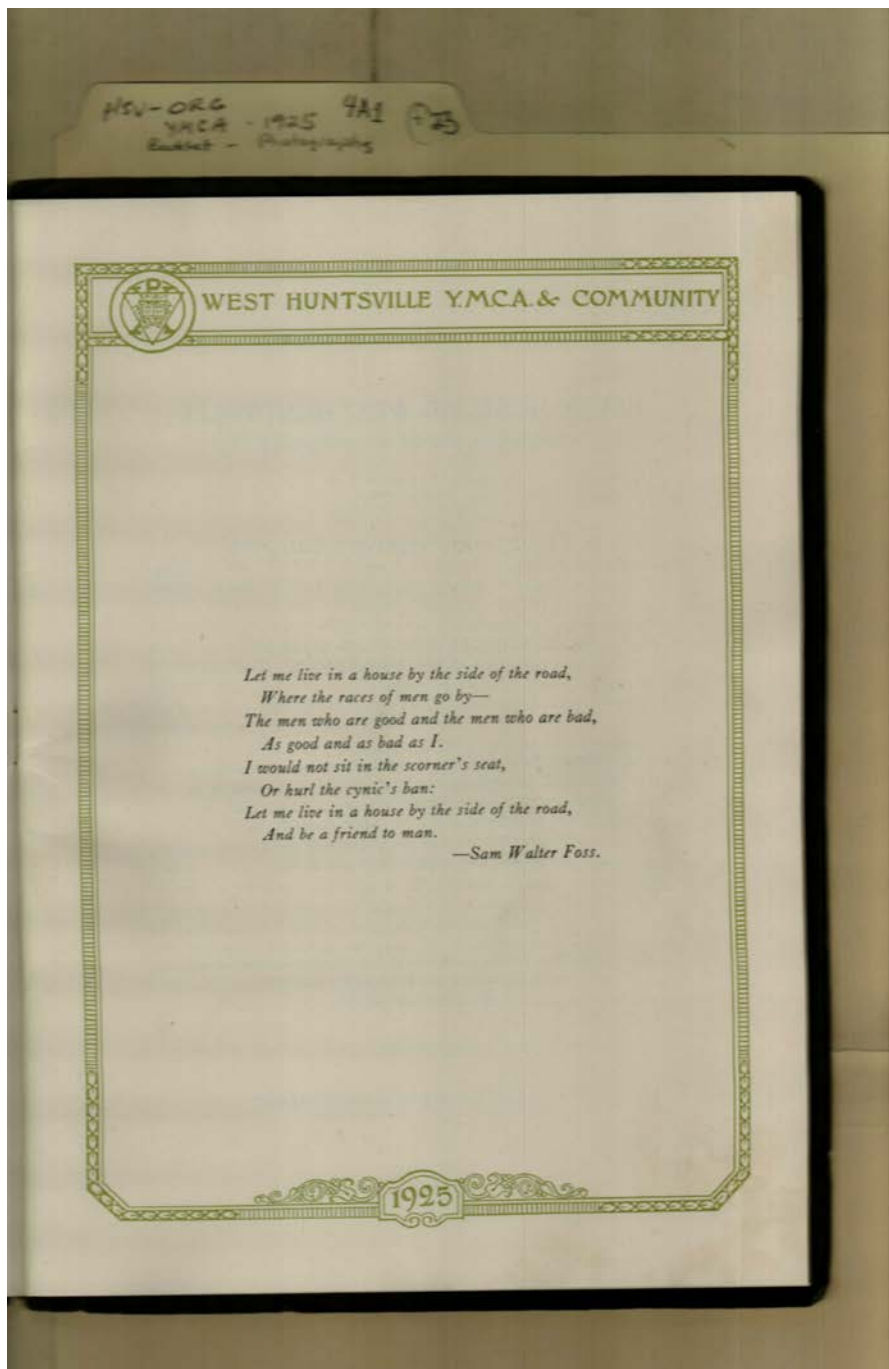 HSV-ORG 4A1
YMCA - 1925
Booklet - Photographs
WEST HUNTSVILLE Y.M.C.A. & COMMUNITY
Let me live in a house by the side of the road,
Where the races of men go by—
The men who are good and the men who are bad,
As good and as bad as I.
I would not sit in the scorner's seat,
Or hurl the cynic's ban:
Let me live in a house by the side of the road,
And be a friend to man.
—Sam Walter Foss.
1925